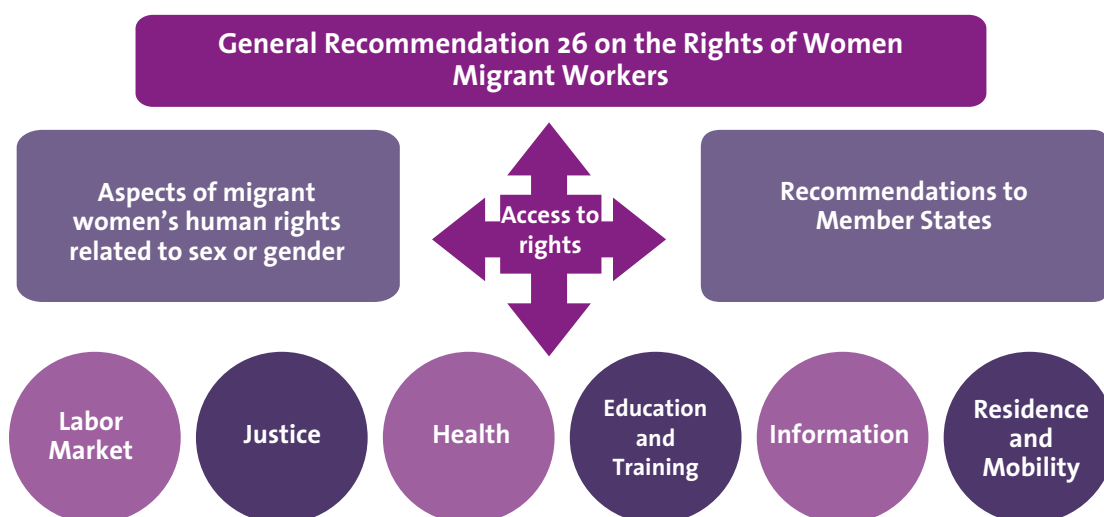 General Recommendation 26 on the Rights of Women
Migrant Workers
Aspects of migrant
women’s human rights
related to sex or gender
Access to
rights
Recommendations to
Member States
Labor
Market
Justice
Health
Education
and
Training
Information
Residence
and
Mobility